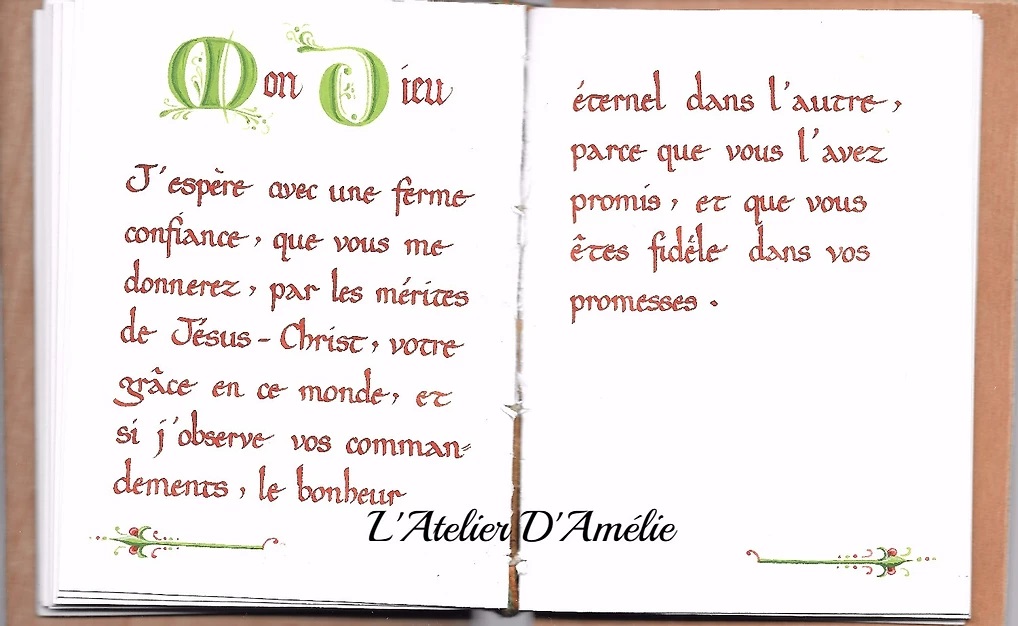 Mon Dieu
J'espère avec une ferme
confiance, que vous me
donnerez, par les mérites
de Jésus-Christ, votre
grâce en ce monde, et
si j'observe vos comman=
dements, le bonheur
éternel dans l'autre,
parce que vous l'avez
promis, et que vous
êtes fidèle dans vos
promesses.
L'Atelier D'Amélie